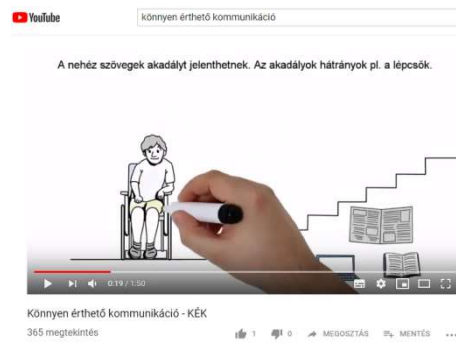 YouTube
könnyen érthető kommunikáció
A nehéz szövegek akadályt jelenthetnek. Az akadályok hátrányok pl. a lépcsők.
0:19 / 1:50
Könnyen érthető kommunikáció - KÉK
365 megtekintés
1 0 MEGOSZTÁS MENTÉS